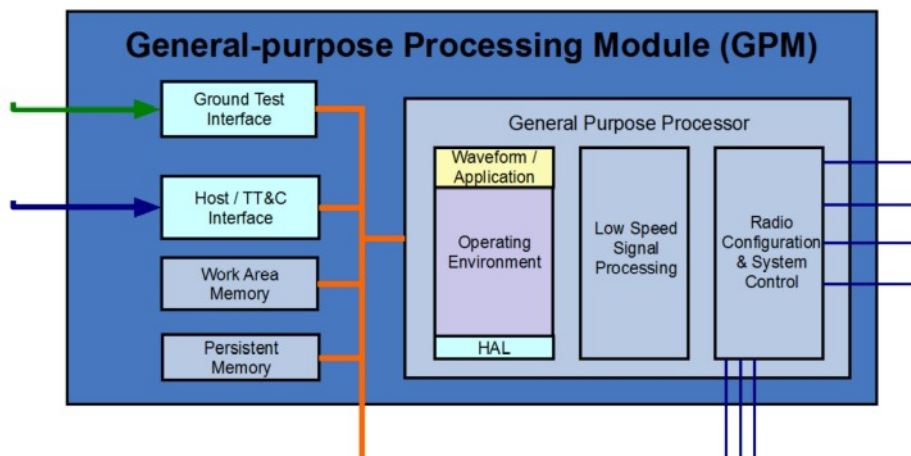 General-purpose Processing Module (GPM)
Ground Test
Interface
Host / TT&C
Interface
Work Area
Memory
Persistent
Memory
General Purpose Processor
Waveform /
Application
Operating
Environment
HAL
Low Speed
Signal
Processing
Radio
Configuration
& System
Control